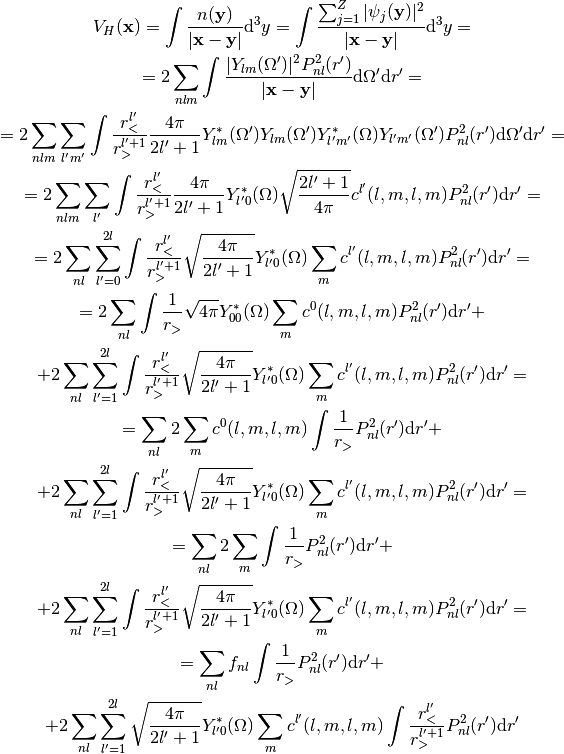 V_H(\mathbf{x}) = \int \frac{n(\mathbf{y})}{|\mathbf{x}-\mathbf{y}|} \mathrm{d}^3 y = \int \frac{\sum_{j=1}^{Z} |\psi_j(\mathbf{y})|^2}{|\mathbf{x}-\mathbf{y}|} \mathrm{d}^3 y =
= 2 \sum_{nlm} \int \frac{|Y_{lm}(\Omega')|^2 P_{nl}^2(r')}{|\mathbf{x}-\mathbf{y}|} \mathrm{d}\Omega' \mathrm{d}r' =
= 2 \sum_{nlm} \sum_{l'm'} \int \frac{r_<^{l'}}{r_>^{l'+1}} \frac{4\pi}{2l'+1} Y_{lm}^*(\Omega') Y_{lm}(\Omega') Y_{l'm'}^*(\Omega) Y_{l'm'}(\Omega') P_{nl}^2(r') \mathrm{d}\Omega' \mathrm{d}r' =
= 2 \sum_{nlm} \sum_{l'} \int \frac{r_<^{l'}}{r_>^{l'+1}} \frac{4\pi}{2l'+1} Y_{l'0}^*(\Omega) \sqrt{\frac{2l'+1}{4\pi}} c^{l'}(l,m,l,m) P_{nl}^2(r') \mathrm{d}r' =
= 2 \sum_{nl} \sum_{l'=0}^{2l} \int \frac{r_<^{l'}}{r_>^{l'+1}} \sqrt{\frac{4\pi}{2l'+1}} Y_{l'0}^*(\Omega) \sum_m c^{l'}(l,m,l,m) P_{nl}^2(r') \mathrm{d}r' =
= 2 \sum_{nl} \int \frac{1}{r_>} \sqrt{4\pi} Y_{00}^*(\Omega) \sum_m c^0(l,m,l,m) P_{nl}^2(r') \mathrm{d}r' +
+2 \sum_{nl} \sum_{l'=1}^{2l} \int \frac{r_<^{l'}}{r_>^{l'+1}} \sqrt{\frac{4\pi}{2l'+1}} Y_{l'0}^*(\Omega) \sum_m c^{l'}(l,m,l,m) P_{nl}^2(r') \mathrm{d}r' =
= \sum_{nl} 2 \sum_m c^0(l,m,l,m) \int \frac{1}{r_>} P_{nl}^2(r') \mathrm{d}r' +
+2 \sum_{nl} \sum_{l'=1}^{2l} \int \frac{r_<^{l'}}{r_>^{l'+1}} \sqrt{\frac{4\pi}{2l'+1}} Y_{l'0}^*(\Omega) \sum_m c^{l'}(l,m,l,m) P_{nl}^2(r') \mathrm{d}r' =
= \sum_{nl} 2 \sum_m \int \frac{1}{r_>} P_{nl}^2(r') \mathrm{d}r' +
+2 \sum_{nl} \sum_{l'=1}^{2l} \int \frac{r_<^{l'}}{r_>^{l'+1}} \sqrt{\frac{4\pi}{2l'+1}} Y_{l'0}^*(\Omega) \sum_m c^{l'}(l,m,l,m) P_{nl}^2(r') \mathrm{d}r' =
= \sum_{nl} f_{nl} \int \frac{1}{r_>} P_{nl}^2(r') \mathrm{d}r' +
+2 \sum_{nl} \sum_{l'=1}^{2l} \sqrt{\frac{4\pi}{2l'+1}} Y_{l'0}^*(\Omega) \sum_m c^{l'}(l,m,l,m) \int \frac{r_<^{l'}}{r_>^{l'+1}} P_{nl}^2(r') \mathrm{d}r'